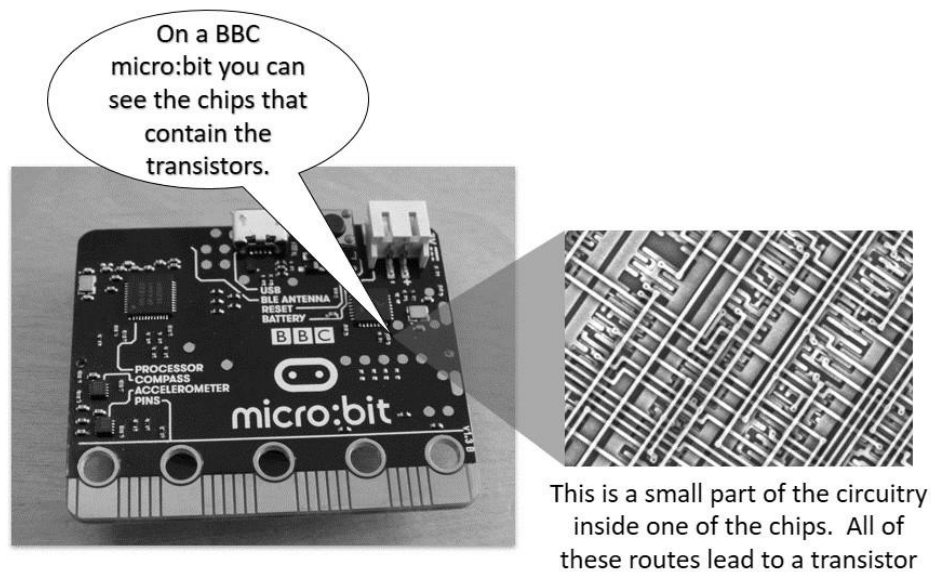 On a BBC
micro:bit you can
see the chips that
contain the
transistors.
USB
BLE ANTENNA
RESET
BATTERY
BBC
PROCESSOR
COMPASS
ACCELEROMETER
PINS
micro:bit
This is a small part of the circuitry
inside one of the chips.  All of
these routes lead to a transistor